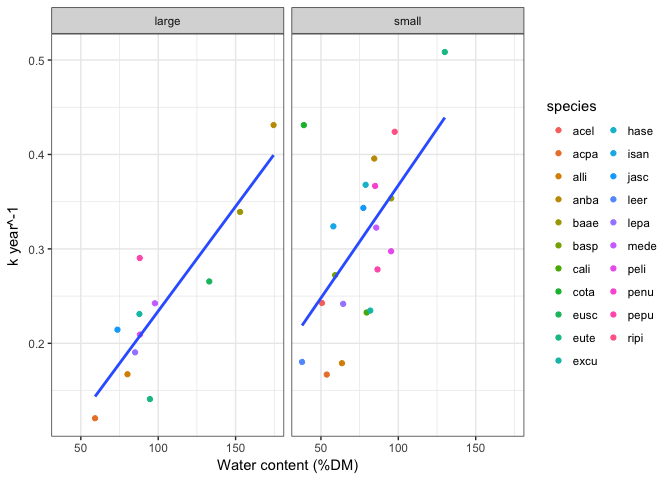 large small
k year^-1
0.5
0.4
0.3
0.2
50 100 150 50 100 150
Water content (%DM)
species
acel hase
acpa isan
alli jasc
anba leer
baae lepa
basp mede
cali peli
cota penu
eusc pepu
eute ripi
excu